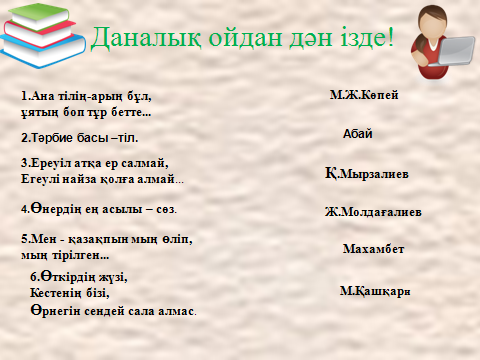 Даналық ойдан дән ізде!
1.Ана тілің-арың бұл,
ұятың боп тұр бетте...
М.Ж.Көпей
2.Тәрбие басы –тіл.
Абай
3.Ереуіл атқа ер салмай,
Егеулі найза қолға алмай...
Қ.Мырзалиев
4.Өнердің ең асылы – сөз.
Ж.Молдағалиев
5.Мен - қазақпын мың өліп,
мың тірілген...
Махамбет
6.Өткірдің жүзі,
Кестенің бізі,
Өрнегін сендей сала алмас.
М.Қашқари